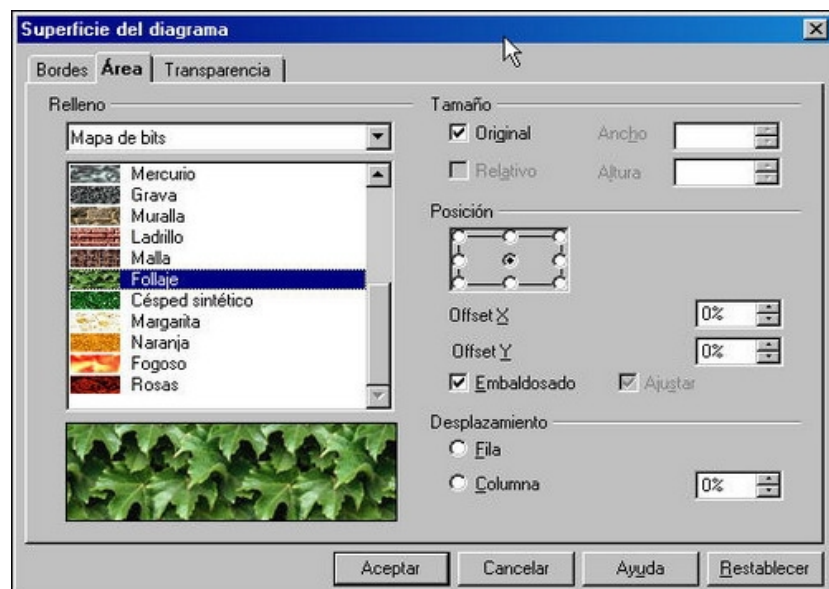 Superficie del diagrama
Bordes Área Transparencia
Relleno
Mapa de bits
Mercurio
Grava
Muralla
Ladrillo
Malla
Follaje
Césped sintético
Margarita
Naranja
Fogoso
Rosas
Tamaño
Original Ancho
Relativo Altura
Posición
Offset X 0%
Offset Y 0%
Embaldosado Ajustar
Desplazamiento
Fila
Columna 0%
Aceptar Cancelar Ayuda Restablecer